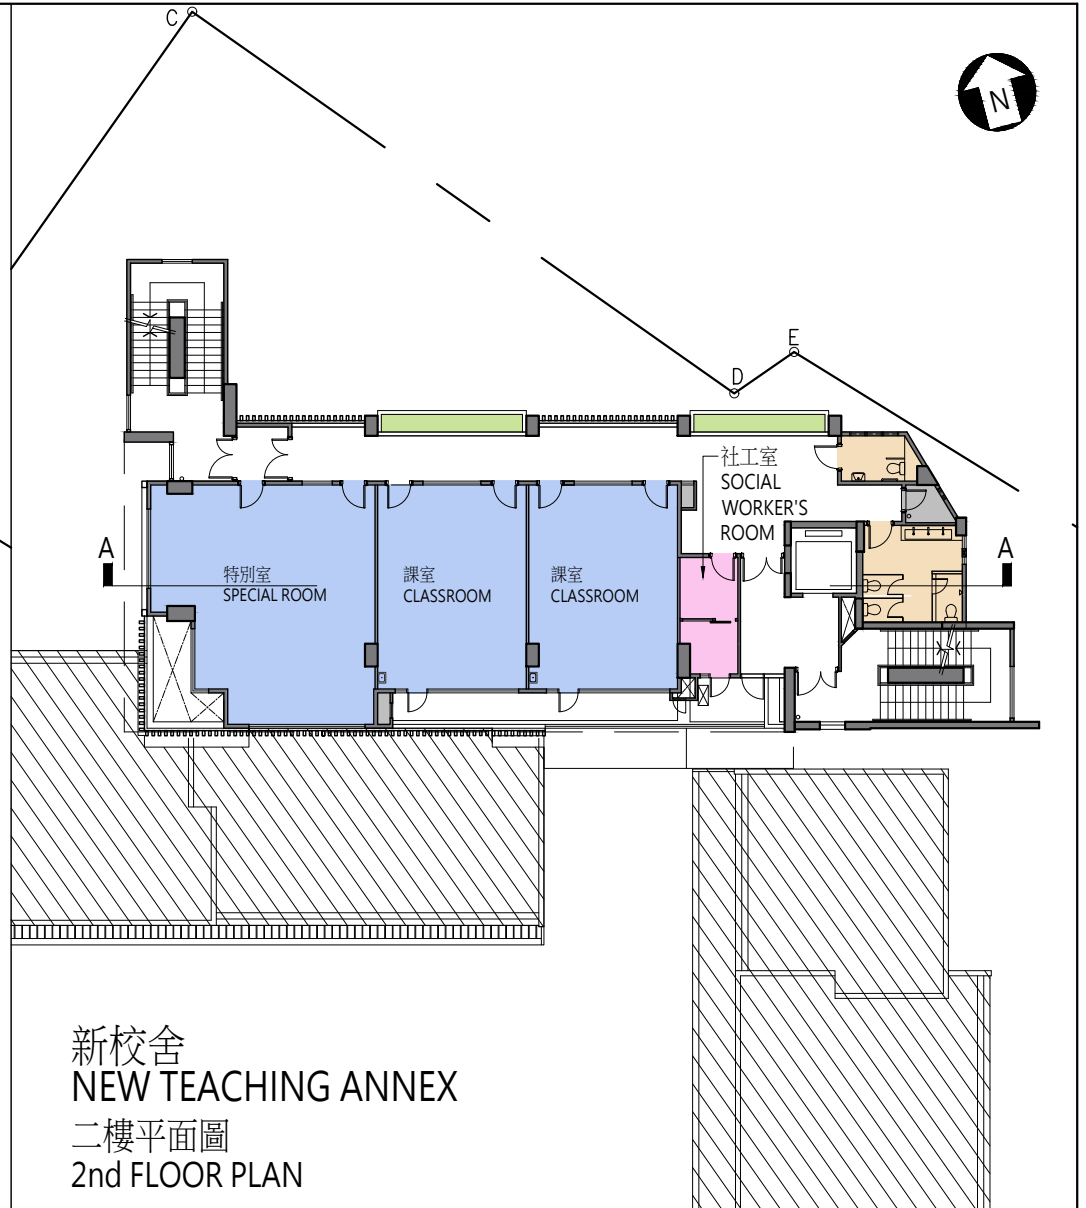 C
N
E
D
社工室
SOCIAL
WORKER'S
ROOM
A
A
特別室
SPECIAL ROOM
課室
CLASSROOM
課室
CLASSROOM
新校舍
NEW TEACHING ANNEX
二樓平面圖
2nd FLOOR PLAN